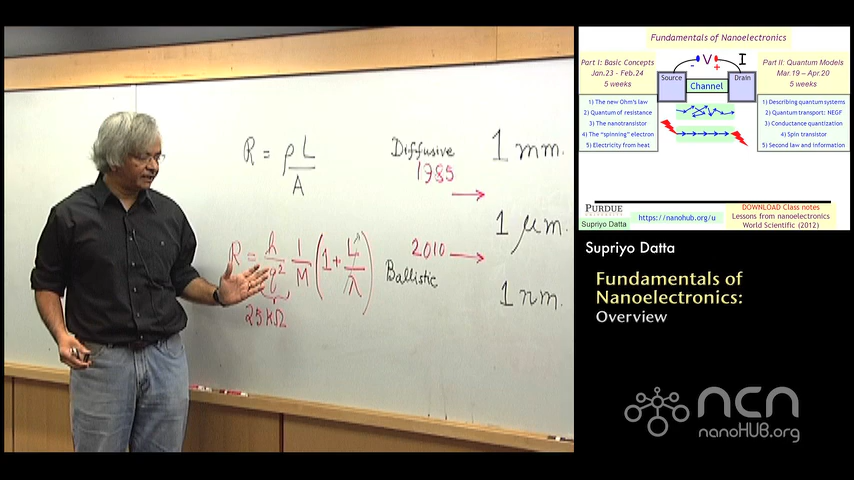 R = ρ L / A
Diffusive
1985
1 mm.
R = h / q² 1 / M (1 + L / λ)
25 KΩ
2010
Ballistic
1 μm.
1 nm.
Fundamentals of Nanoelectronics
Part I: Basic Concepts
Jan.23 - Feb.24
5 weeks
1) The new Ohm's law
2) Quantum of resistance
3) The nanotransistor
4) The "spinning" electron
5) Electricity from heat
- V + I
Source
Channel
Drain
Part II: Quantum Models
Mar.19 – Apr.20
5 weeks
1) Describing quantum systems
2) Quantum transport: NEGF
3) Conductance quantization
4) Spin transistor
5) Second law and information
PURDUE
Supriyo Datta
https://nanohub.org/u
DOWNLOAD Class notes
Lessons from nanoelectronics
World Scientific (2012)
Supriyo Datta
Fundamentals of
Nanoelectronics:
Overview
ncn
nanoHUB.org